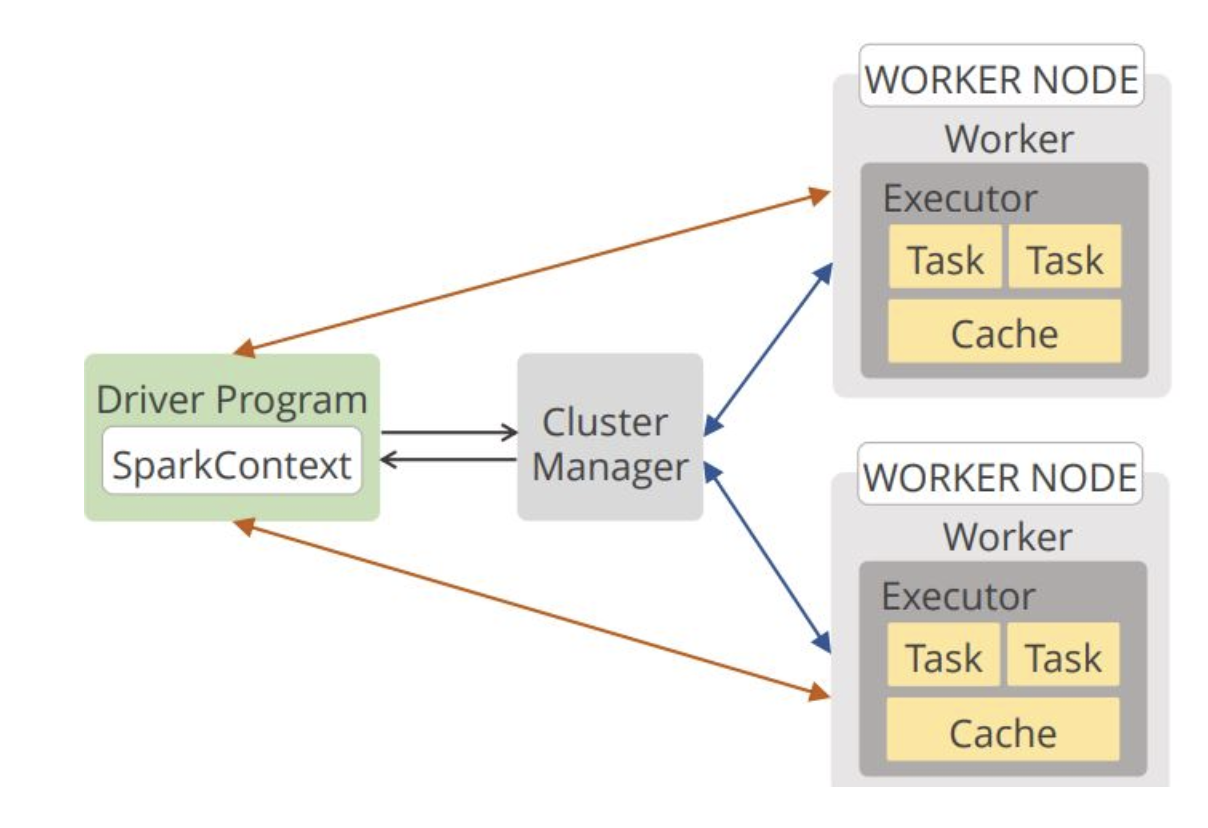 WORKER NODE
Worker
Executor
Task Task
Cache
Driver Program
SparkContext
Cluster
Manager
WORKER NODE
Worker
Executor
Task Task
Cache